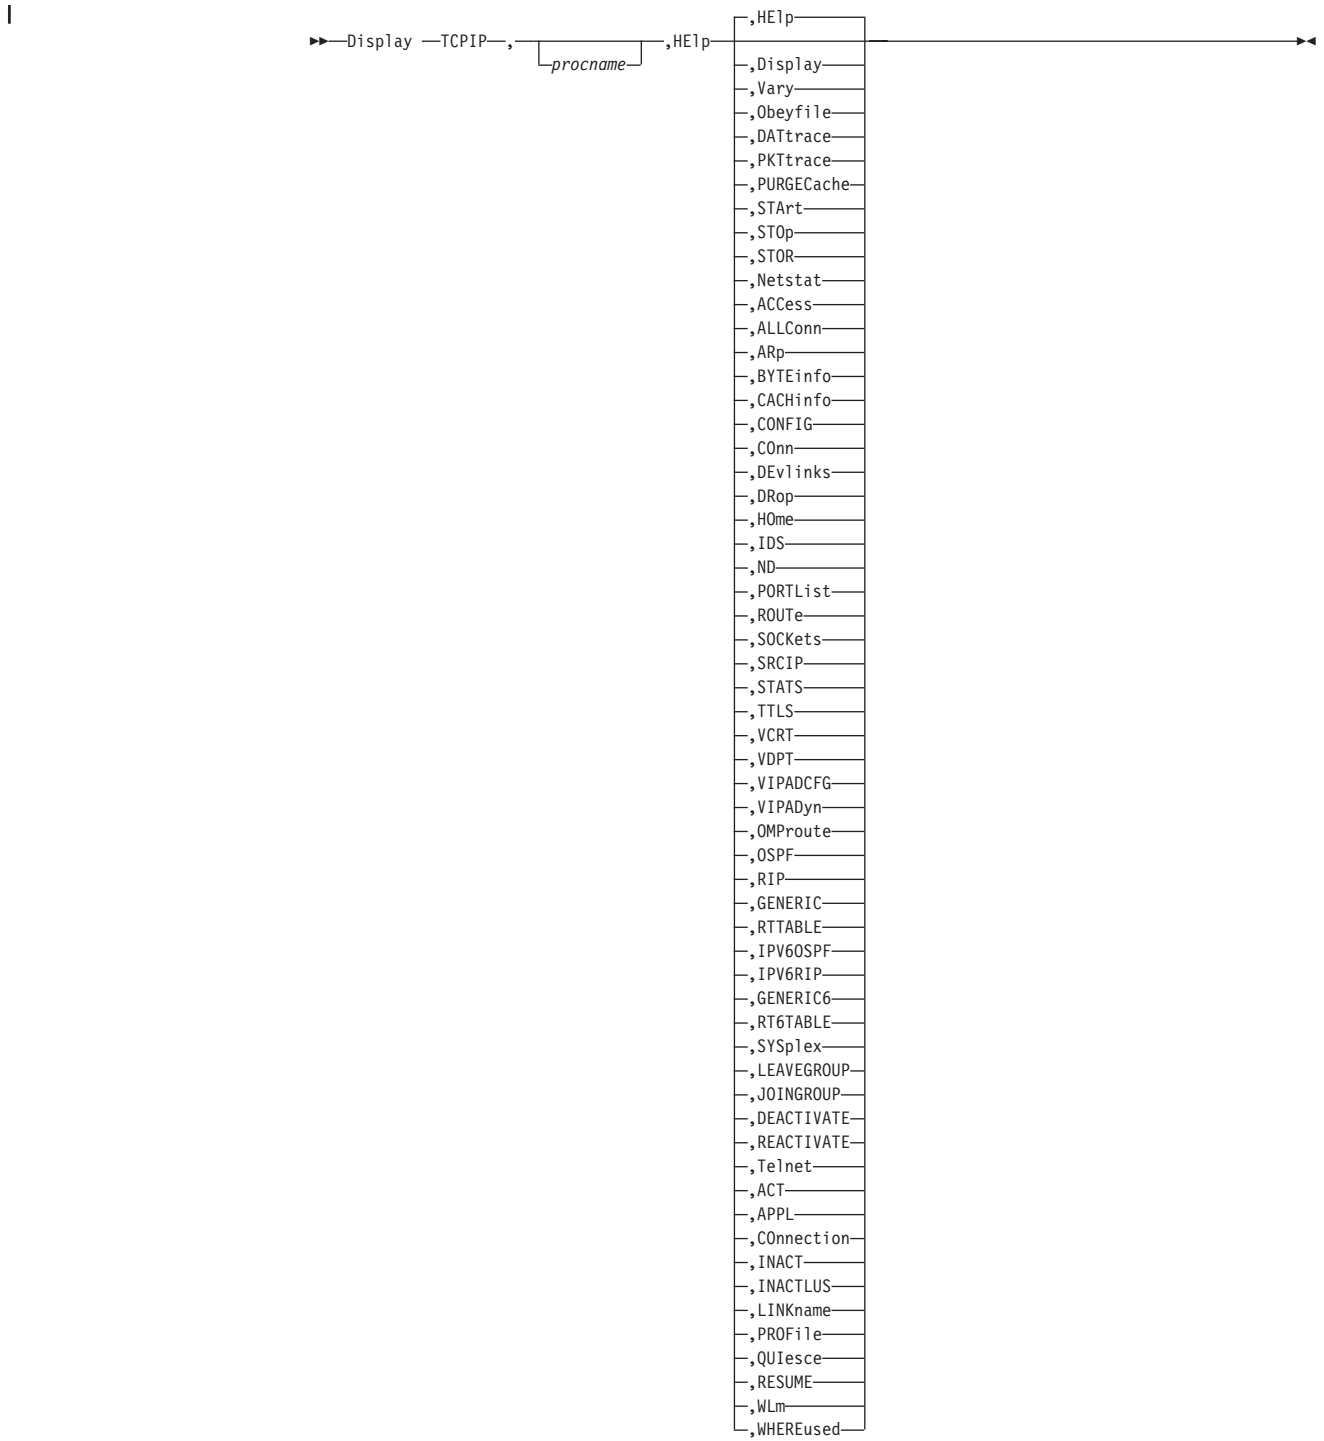 ,HElp
Display TCPIP , ,HElp
procname ,Display
,Vary
,Obeyfile
,DATtrace
,PKTtrace
,PURGECache
,STArt
,STOp
,STOR
,Netstat
,ACCess
,ALLConn
,ARp
,BYTEinfo
,CACHinfo
,CONFIG
,COnn
,DEvlinks
,DRop
,HOme
,IDS
,ND
,PORTList
,ROUTe
,SOCKets
,SRCIP
,STATS
,TTLS
,VCRT
,VDPT
,VIPADCFG
,VIPADyn
,OMProute
,OSPF
,RIP
,GENERIC
,RTTABLE
,IPV6OSPF
,IPV6RIP
,GENERIC6
,RT6TABLE
,SYSplex
,LEAVEGROUP
,JOINGROUP
,DEACTIVATE
,REACTIVATE
,Telnet
,ACT
,APPL
,COnnection
,INACT
,INACTLUS
,LINKname
,PROFile
,QUIesce
,RESUME
,WLm
,WHEREused